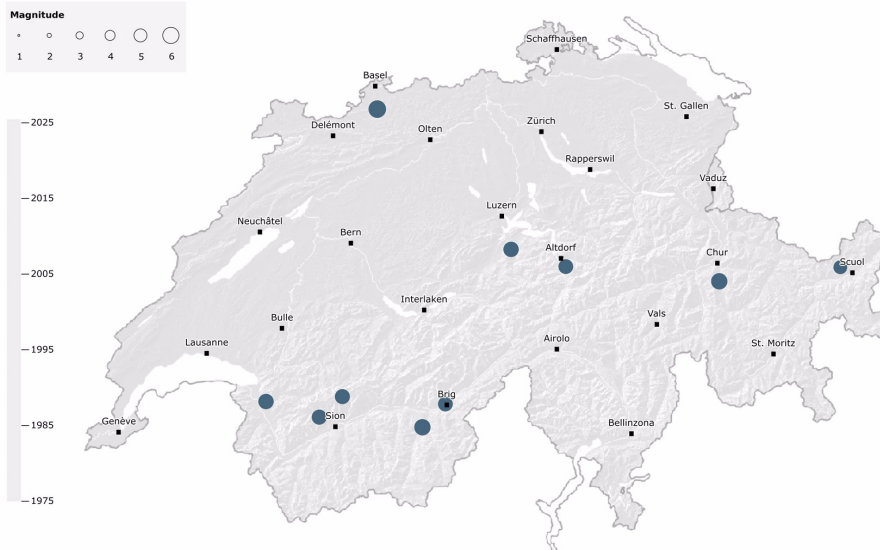 Magnitude
1 2 3 4 5 6
Schaffhausen
Basel
St. Gallen
2025
Delémont
Olten
Zürich
Rapperswil
Vaduz
2015
Luzern
Neuchâtel
Bern
Altdorf
Chur
Scuol
2005
Interlaken
Bulle
Vals
Lausanne
Airolo
St. Moritz
1995
Brig
Sion
Genève
Bellinzona
1985
1975